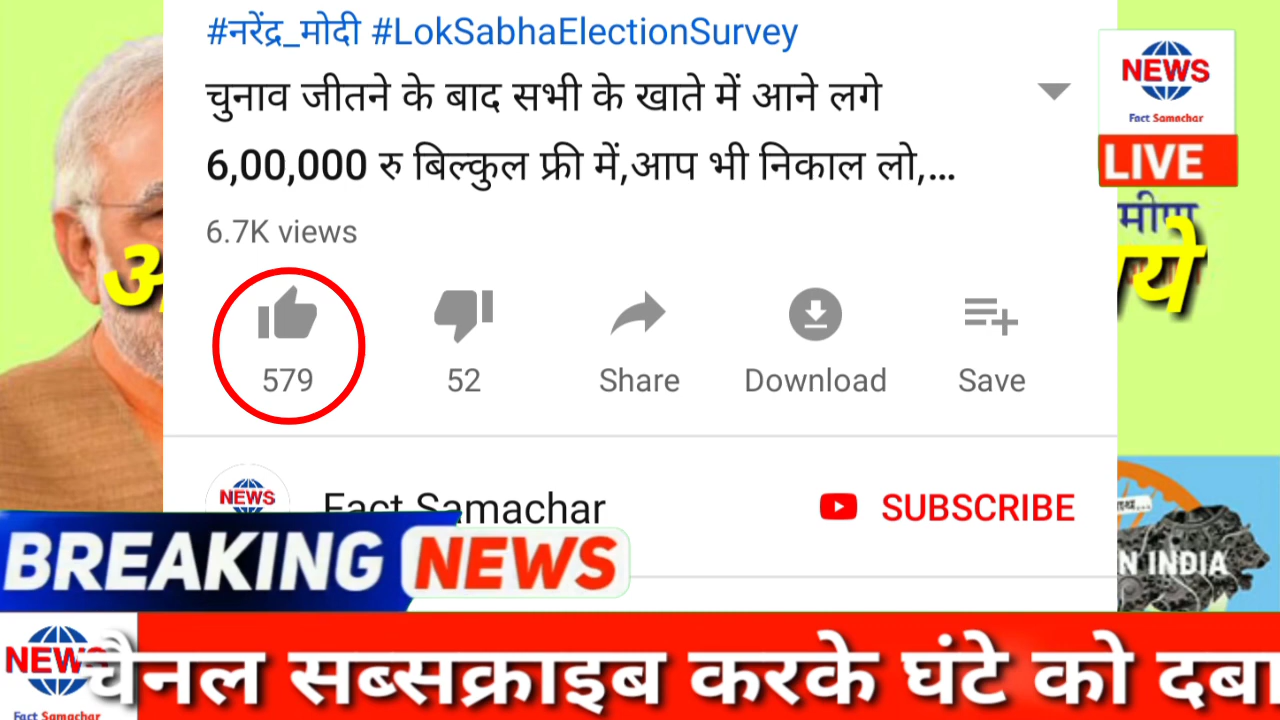 #नरेंद्र_मोदी #LokSabhaElectionSurvey
चुनाव जीतने के बाद सभी के खाते में आने लगे
6,00,000 रु बिल्कुल फ्री में,आप भी निकाल लो,...
6.7K views
579 52 Share Download Save
NEWS
Fact Samachar
LIVE
NEWS
Fact Samachar
SUBSCRIBE
N INDIA
BREAKING NEWS
NEWS
Fact Samachar
चैनल सब्सक्राइब करके घंटे को दबा